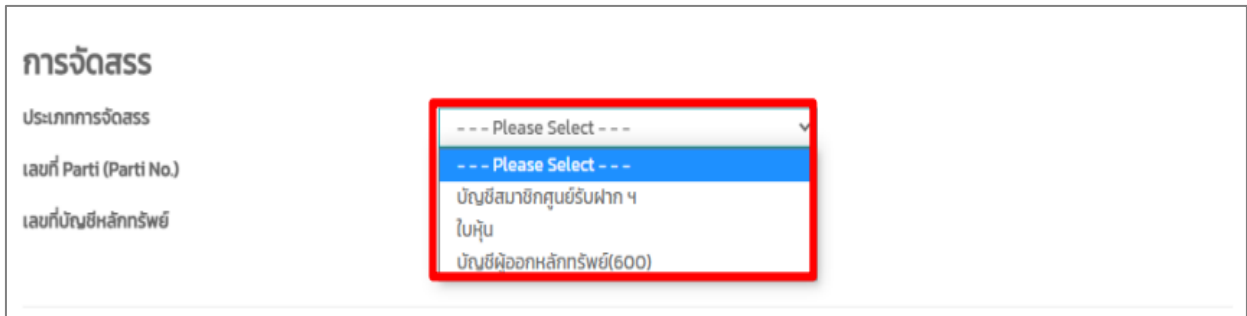 การจัดสรร
ประเภทการจัดสรร
--- Please Select ---
เลขที่ Parti (Parti No.)
--- Please Select ---
บัญชีสมาชิกศูนย์รับฝาก ฯ
เลขที่บัญชีหลักทรัพย์
ใบหุ้น
บัญชีผู้ออกหลักทรัพย์(600)